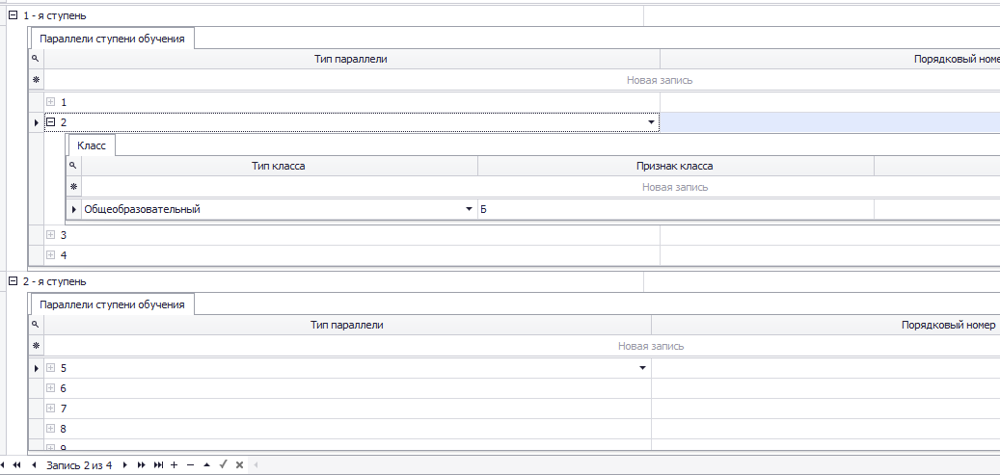 1 - я ступень
Параллели ступени обучения
Тип параллели Порядковый номе
Новая запись
1
2
Класс
Тип класса Признак класса
Новая запись
Общеобразовательный Б
3
4
2 - я ступень
Параллели ступени обучения
Тип параллели Порядковый номер
Новая запись
5
6
7
8
9
Запись 2 из 4